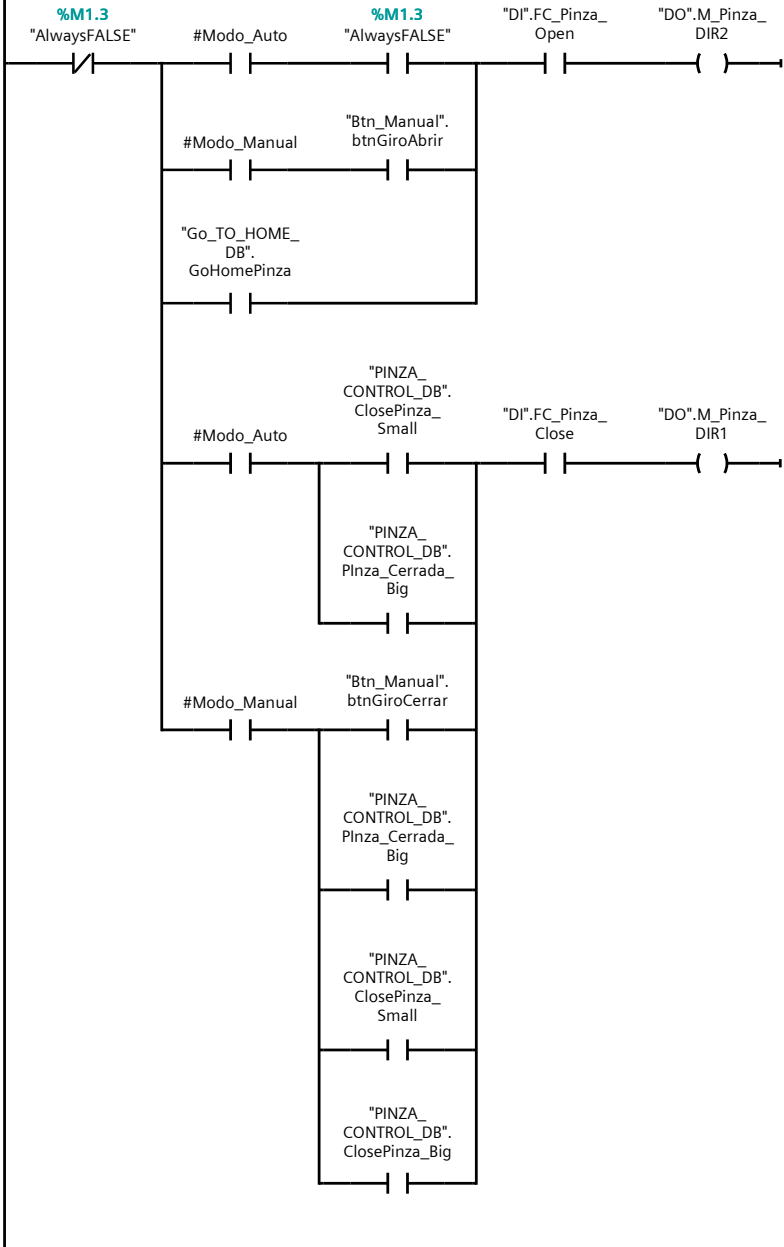 %M1.3
"AlwaysFALSE"
#Modo_Auto
%M1.3
"AlwaysFALSE"
"DI".FC_Pinza_
Open
"DO".M_Pinza_
DIR2
#Modo_Manual
"Btn_Manual".
btnGiroAbrir
"Go_TO_HOME_
DB".
GoHomePinza
#Modo_Auto
"PINZA_
CONTROL_DB".
ClosePinza_
Small
"DI".FC_Pinza_
Close
"DO".M_Pinza_
DIR1
"PINZA_
CONTROL_DB".
PInza_Cerrada_
Big
#Modo_Manual
"Btn_Manual".
btnGiroCerrar
"PINZA_
CONTROL_DB".
PInza_Cerrada_
Big
"PINZA_
CONTROL_DB".
ClosePinza_
Small
"PINZA_
CONTROL_DB".
ClosePinza_Big